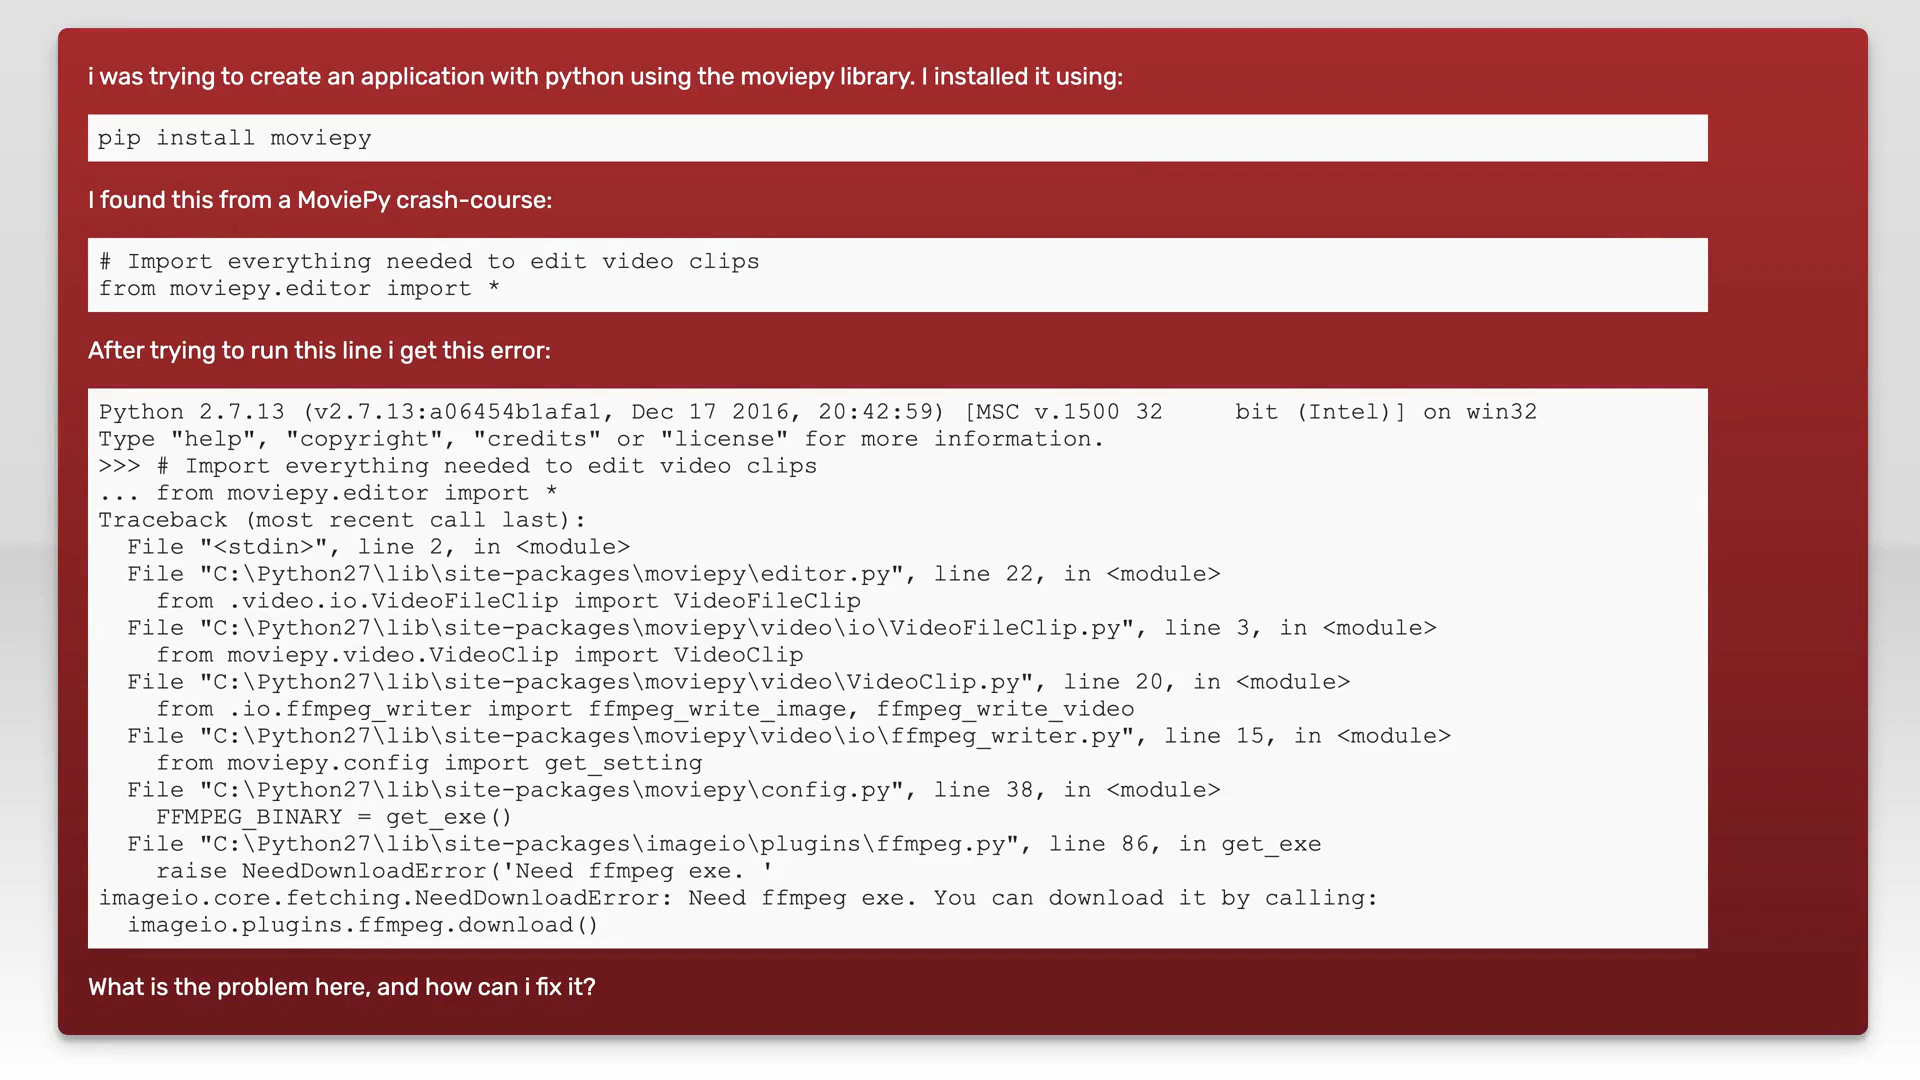 i was trying to create an application with python using the moviepy library. I installed it using:
pip install moviepy
I found this from a MoviePy crash-course:
# Import everything needed to edit video clips
from moviepy.editor import *
After trying to run this line i get this error:
Python 2.7.13 (v2.7.13:a06454b1afa1, Dec 17 2016, 20:42:59) [MSC v.1500 32     bit (Intel)] on win32
Type "help", "copyright", "credits" or "license" for more information.
>>> # Import everything needed to edit video clips
... from moviepy.editor import *
Traceback (most recent call last):
  File "<stdin>", line 2, in <module>
  File "C:\Python27\lib\site-packages\moviepy\editor.py", line 22, in <module>
    from .video.io.VideoFileClip import VideoFileClip
  File "C:\Python27\lib\site-packages\moviepy\video\io\VideoFileClip.py", line 3, in <module>
    from moviepy.video.VideoClip import VideoClip
  File "C:\Python27\lib\site-packages\moviepy\video\VideoClip.py", line 20, in <module>
    from .io.ffmpeg_writer import ffmpeg_write_image, ffmpeg_write_video
  File "C:\Python27\lib\site-packages\moviepy\video\io\ffmpeg_writer.py", line 15, in <module>
    from moviepy.config import get_setting
  File "C:\Python27\lib\site-packages\moviepy\config.py", line 38, in <module>
    FFMPEG_BINARY = get_exe()
  File "C:\Python27\lib\site-packages\imageio\plugins\ffmpeg.py", line 86, in get_exe
    raise NeedDownloadError('Need ffmpeg exe. '
imageio.core.fetching.NeedDownloadError: Need ffmpeg exe. You can download it by calling:
  imageio.plugins.ffmpeg.download()
What is the problem here, and how can i fix it?